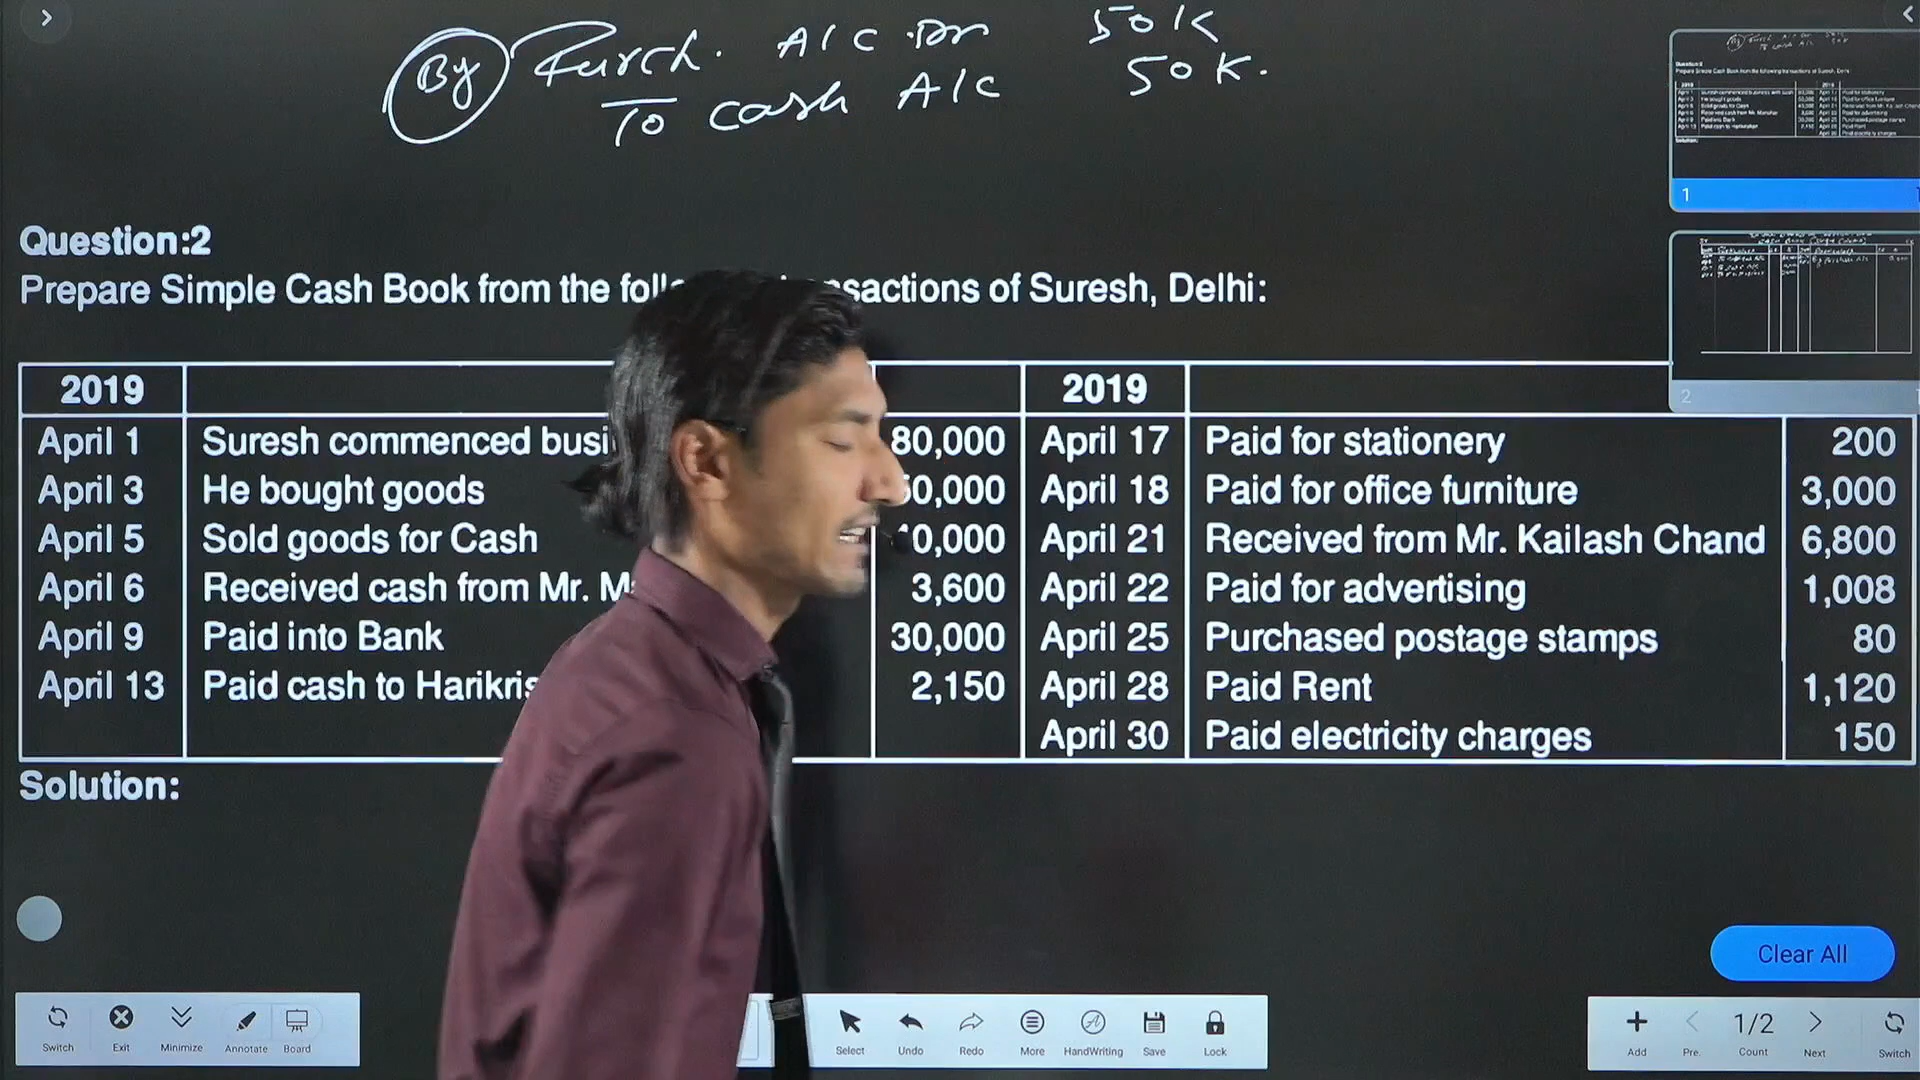 By Purch. A/C Dr 50K
To cash A/C 50K.
Question:2
Prepare Simple Cash Book from the transactions of Suresh, Delhi:
2019 2019
April 1 Suresh commenced 80,000 April 17 Paid for stationery 200
April 3 He bought goods April 18 Paid for office furniture 3,000
April 5 Sold goods for Cash April 21 Received from Mr. Kailash Chand 6,800
April 6 Received cash from Mr. 3,600 April 22 Paid for advertising 1,008
April 9 Paid into Bank 30,000 April 25 Purchased postage stamps 80
April 13 Paid cash to 2,150 April 28 Paid Rent 1,120
April 30 Paid electricity charges 150
Solution:
1
2
Clear All
Switch Exit Minimize Annotate Board Select Undo Redo More HandWriting Save Lock Add Pre. 1/2 Count Next Switch